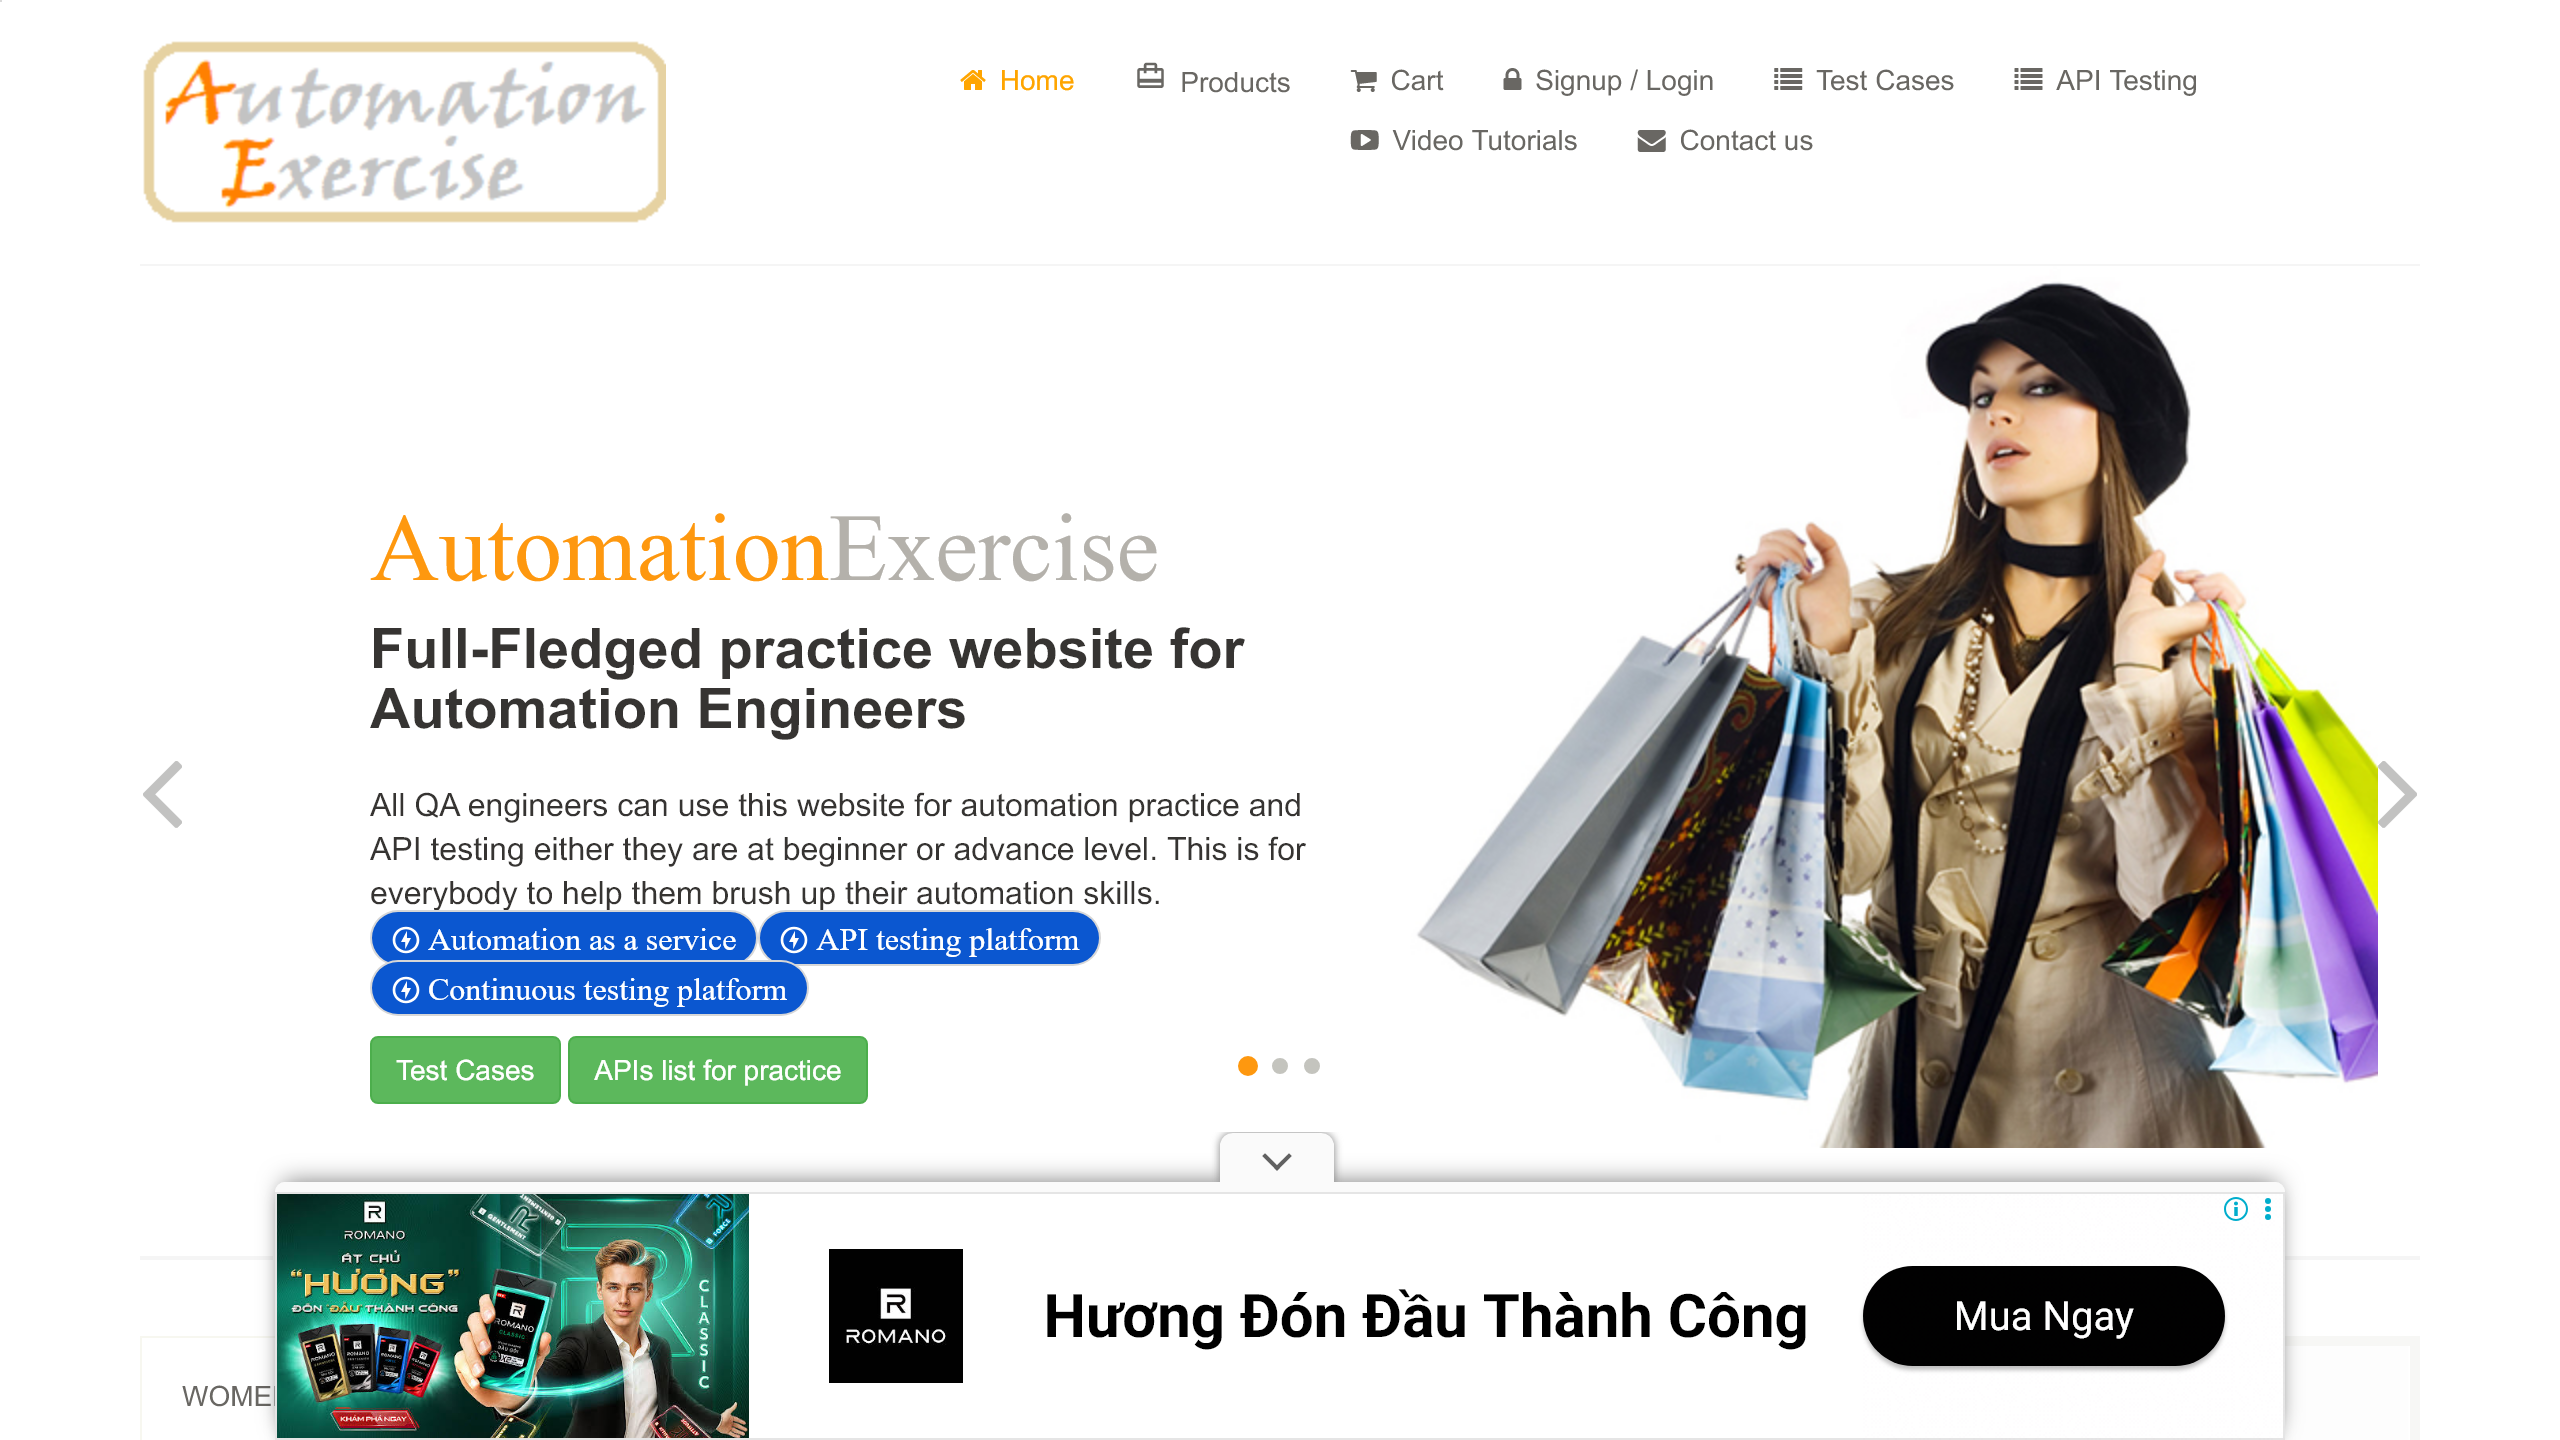 Automation
Exercise
Home
Products
Cart
Signup / Login
Test Cases
API Testing
Video Tutorials
Contact us
AutomationExercise
Full-Fledged practice website for
Automation Engineers
All QA engineers can use this website for automation practice and
API testing either they are at beginner or advance level. This is for
everybody to help them brush up their automation skills.
Automation as a service
API testing platform
Continuous testing platform
Test Cases
APIs list for practice
R
ROMANO
ÁT CHỦ
"HƯƠNG"
ĐÓN "ĐẦU" THÀNH CÔNG
KHÁM PHÁ NGAY
GENTLEMENT
FORCE
CLASSIC
ROMANO
CLASSIC
R
ROMANO
Hương Đón Đầu Thành Công
Mua Ngay
WOME